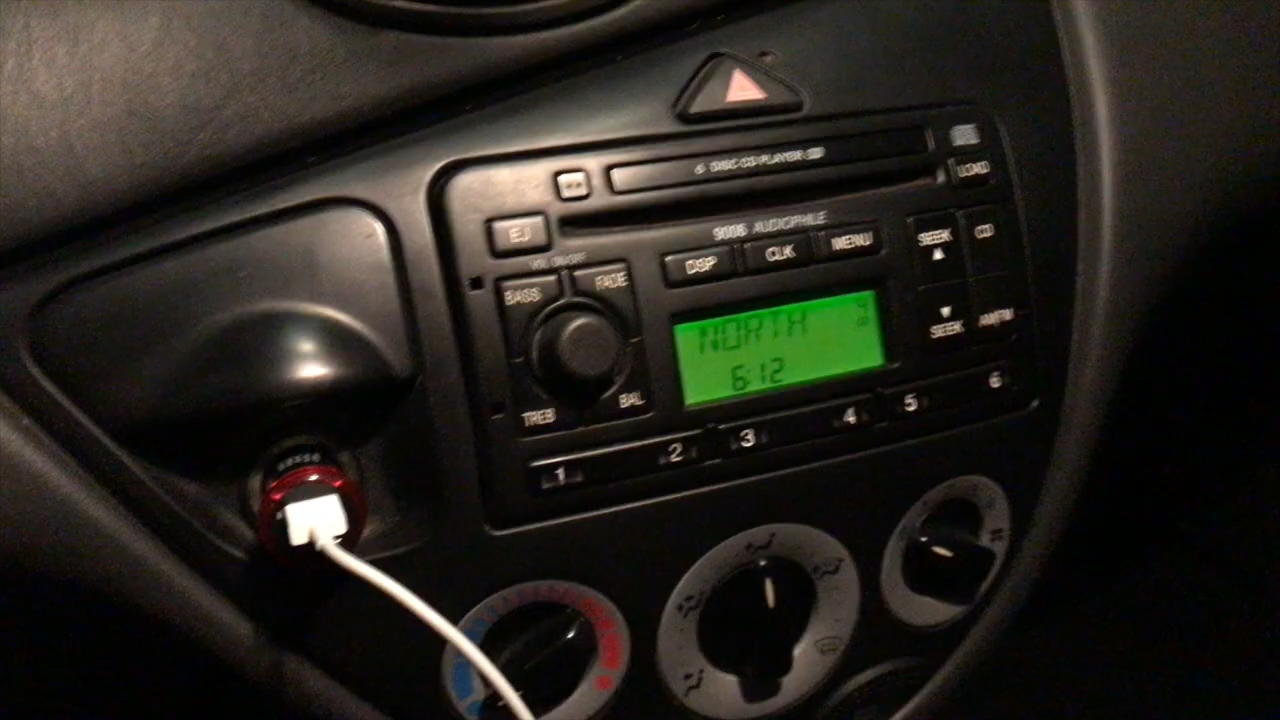 6 DISC CD PLAYER
LOAD
EJ
9006 AUDIOPHILE
DSP CLK MENU
SEEK CD
VOL ON/OFF
BASS FADE
NORTH
6:12
SEEK AM/FM
TREB BAL
1 2 3 4 5 6